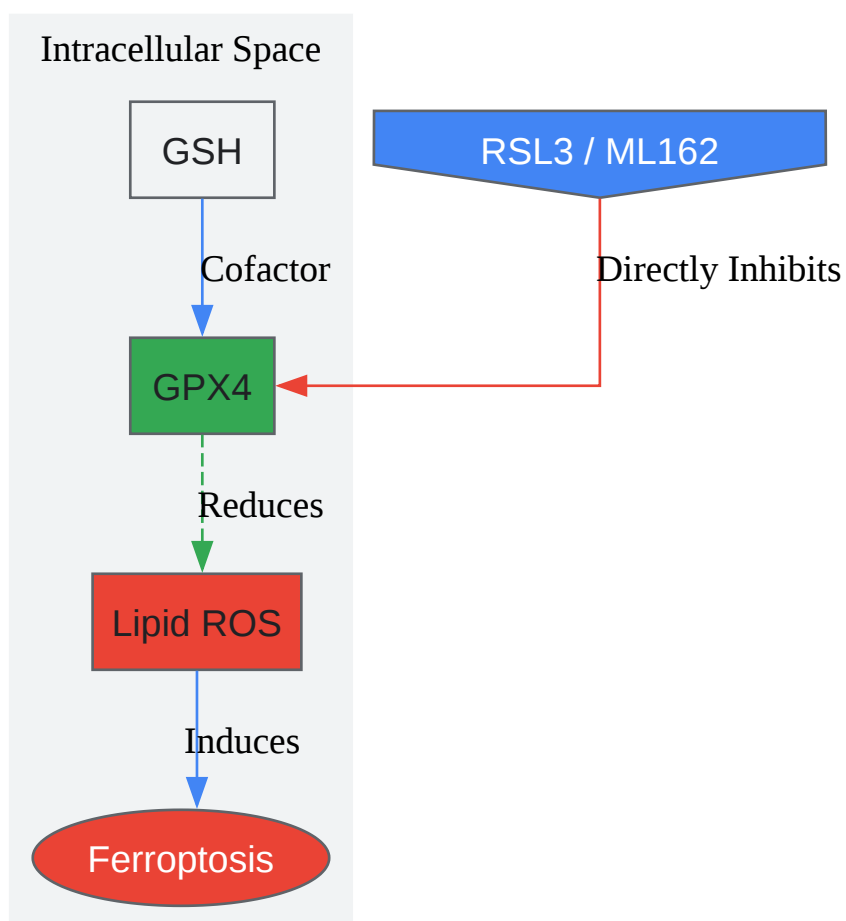 Intracellular Space
GSH
RSL3 / ML162
Cofactor
Directly Inhibits
GPX4
Reduces
Lipid ROS
Induces
Ferroptosis